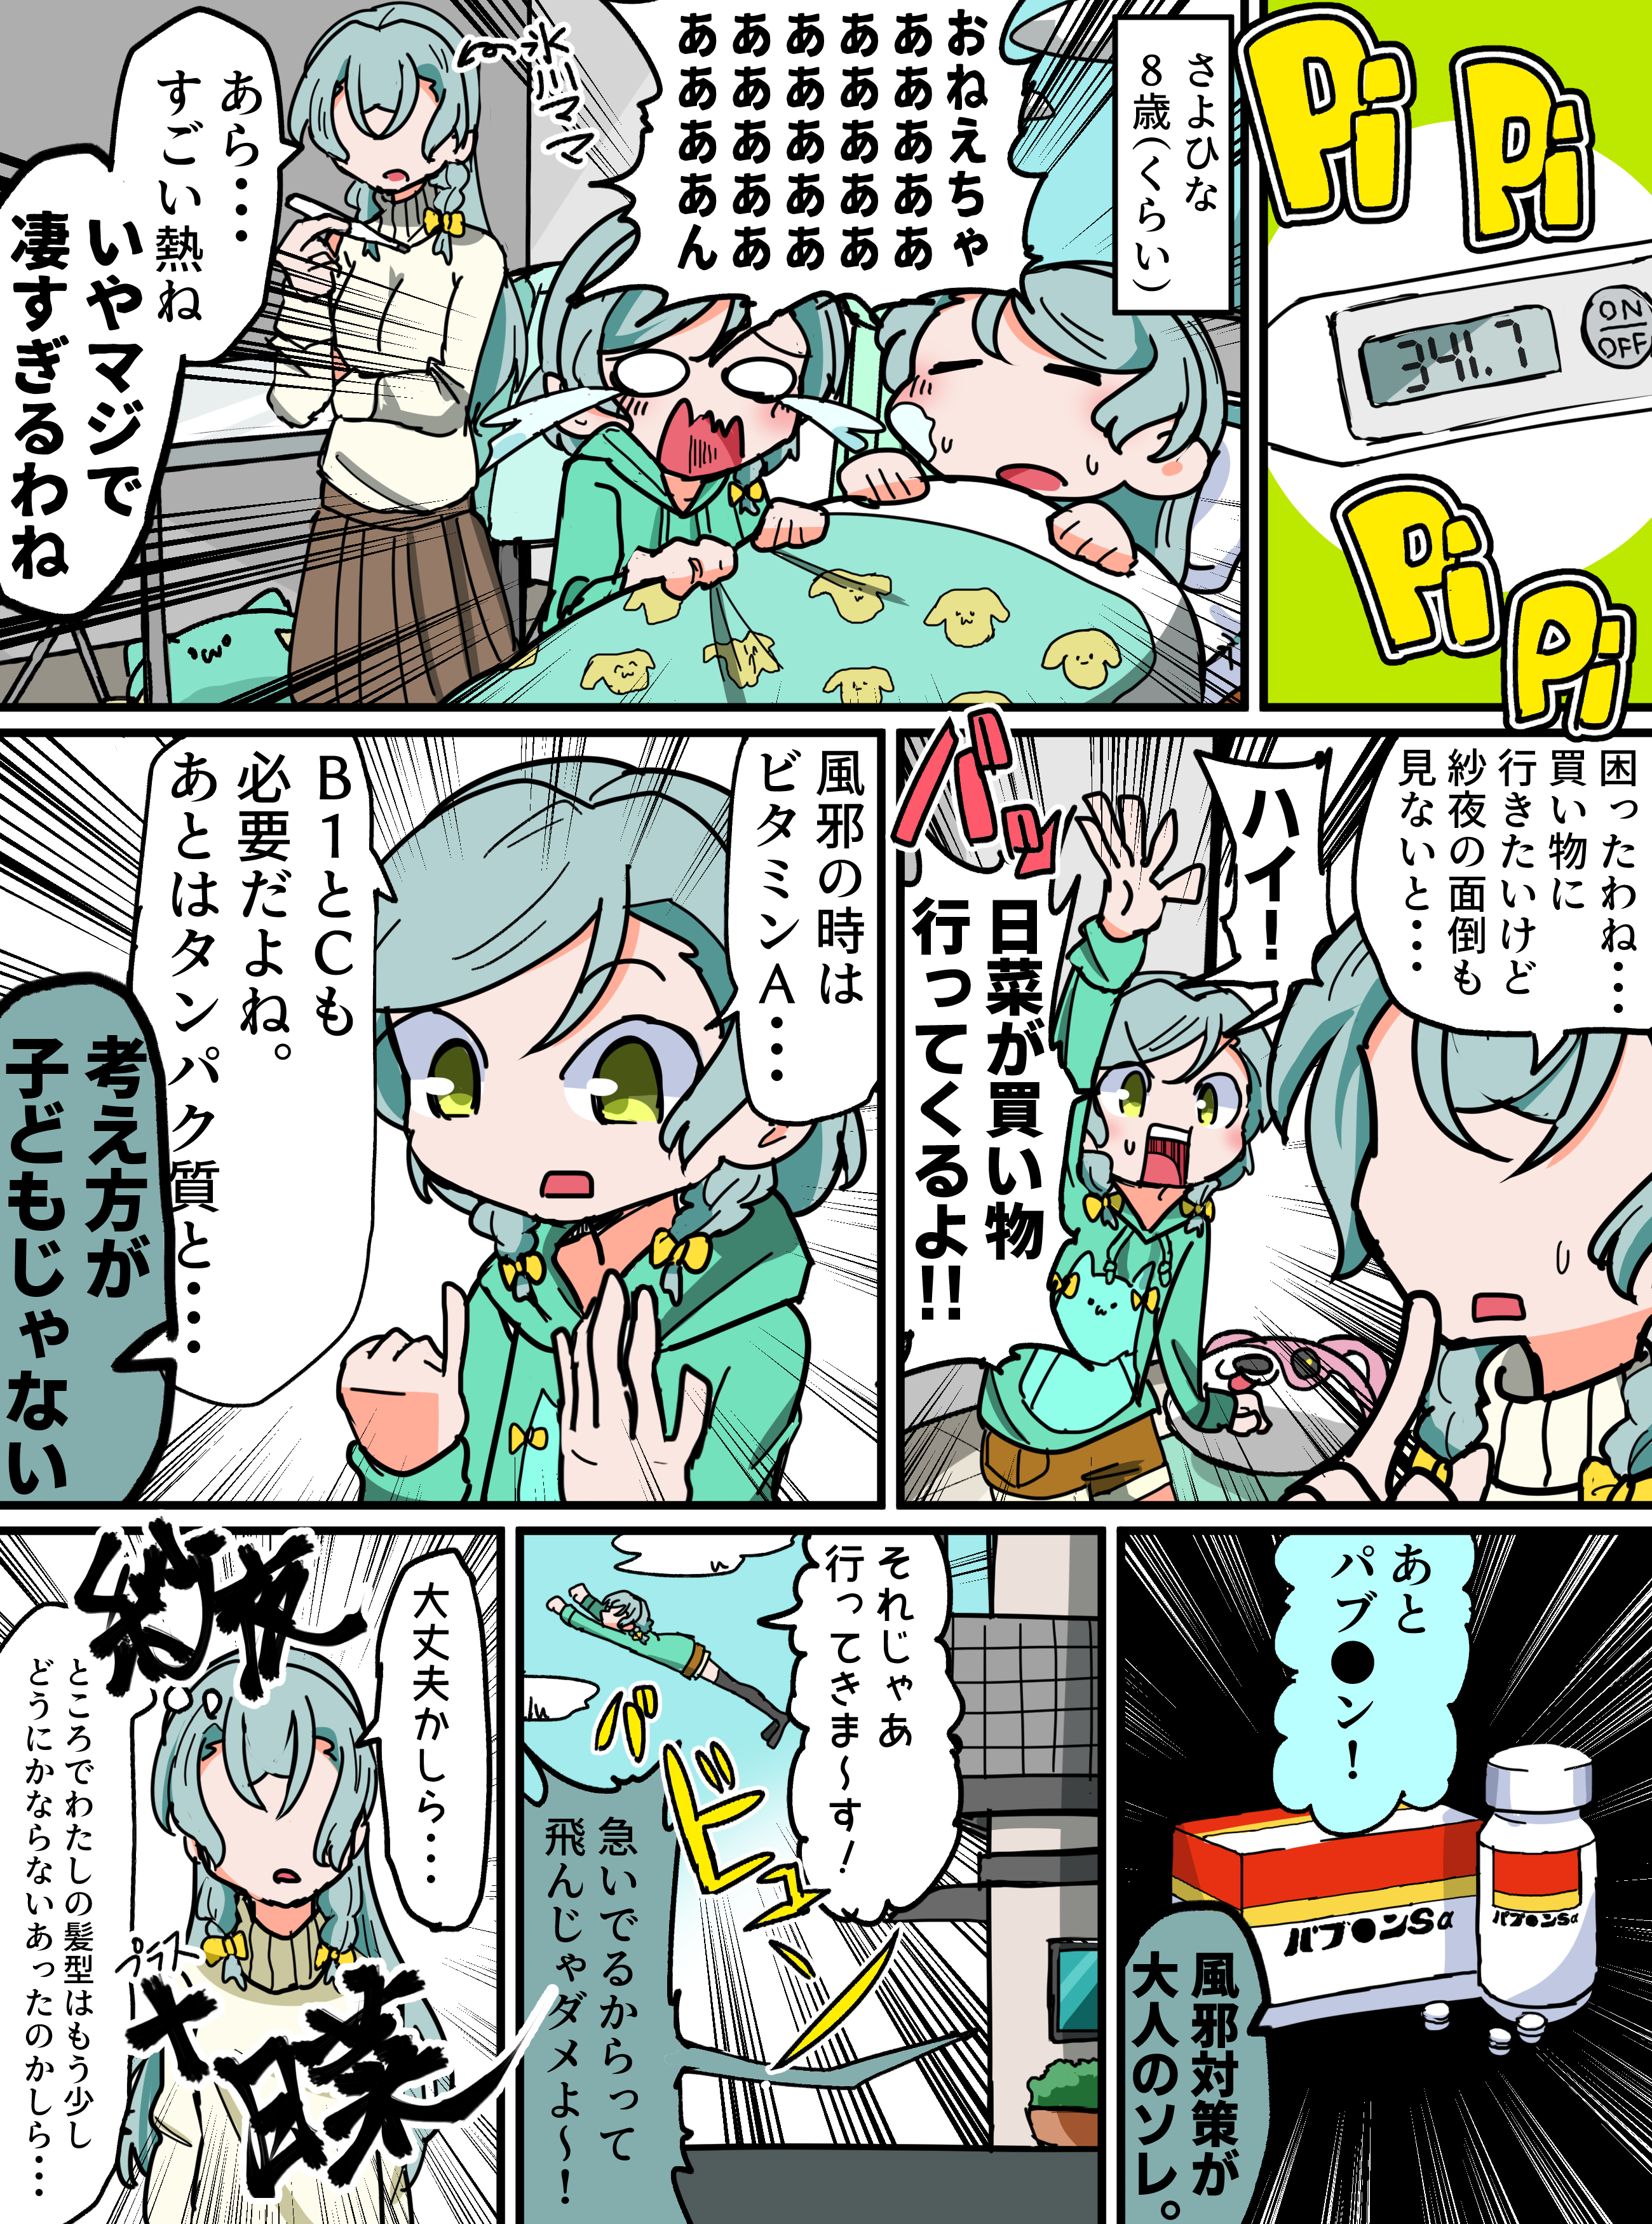 Pi
Pi
341.7
ON
OFF
Pi
Pi
さよひな
8歳(くらい)
おねえちゃ
ああああああ
ああああああ
ああああああ
ああああああ
あああああん
氷川ママ
あら・・・
すごい熱ね
いやマジで
凄すぎるわね
困ったわね・・・
買い物に
行きたいけど
紗夜の面倒も
見ないと・・・
ハイ!
バッ
日菜が買い物
行ってくるよ!!
風邪の時は
ビタミンA・・・
B1とCも
必要だよね。
あとはタンパク質と・・・
考え方が
子どもじゃない
あと
パブ●ン!
パブ●ンSα
パブ●ンSα
風邪対策が
大人のソレ。
それじゃあ
行ってきま〜す!
バビュン
急いでるからって
飛んじゃダメよ〜!
大丈夫かしら・・・
紗夜
プラス
+
日菜
ところでわたしの髪型はもう少し
どうにかならないあったのかしら・・・